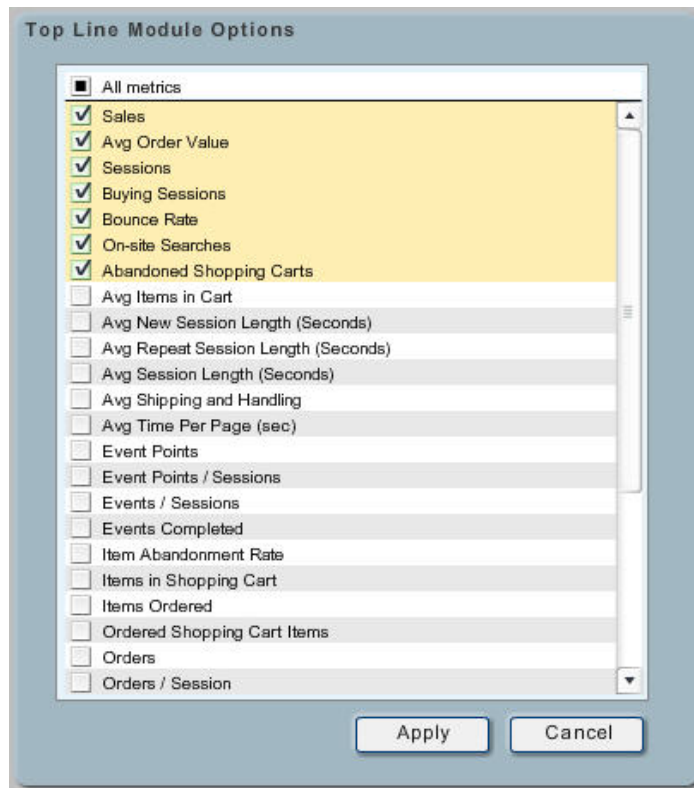 Top Line Module Options
All metrics
Sales
Avg Order Value
Sessions
Buying Sessions
Bounce Rate
On-site Searches
Abandoned Shopping Carts
Avg Items in Cart
Avg New Session Length (Seconds)
Avg Repeat Session Length (Seconds)
Avg Session Length (Seconds)
Avg Shipping and Handling
Avg Time Per Page (sec)
Event Points
Event Points / Sessions
Events / Sessions
Events Completed
Item Abandonment Rate
Items in Shopping Cart
Items Ordered
Ordered Shopping Cart Items
Orders
Orders / Session
Apply Cancel